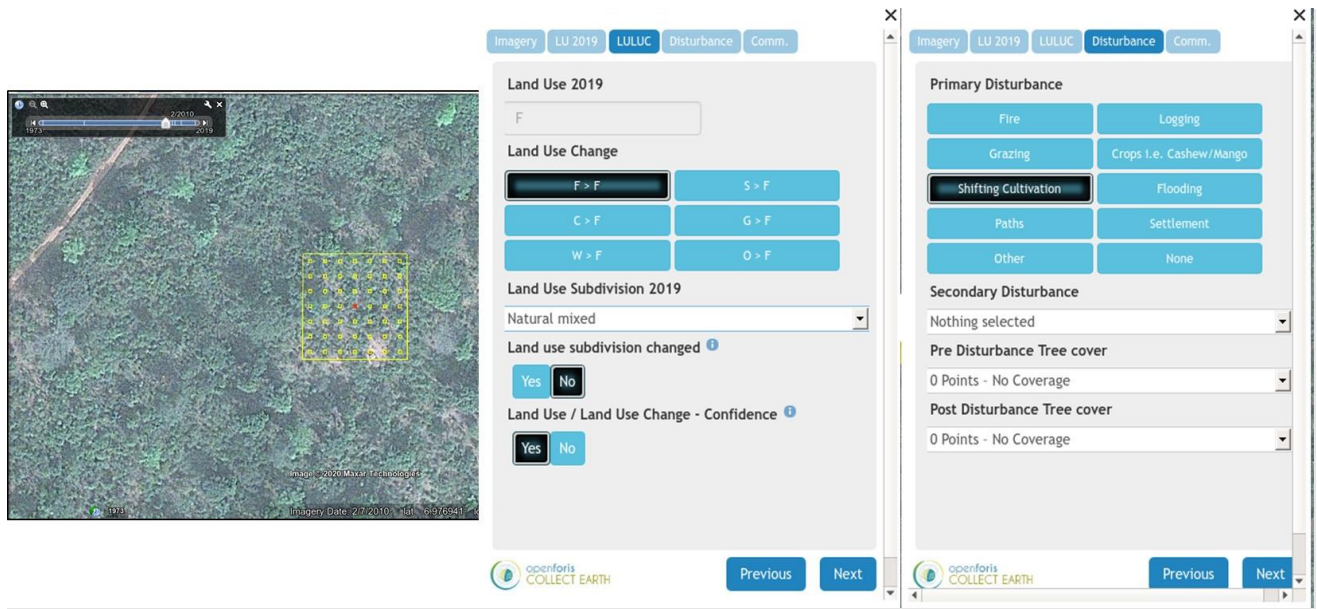 2/2010
1973
2019
Image © 2020 Maxar Technologies
1973
Imagery Date: 2/7/2010 lat 6.976941
Imagery LU 2019 LULUC Disturbance Comm.
Land Use 2019
F
Land Use Change
F > F S > F
C > F G > F
W > F O > F
Land Use Subdivision 2019
Natural mixed
Land use subdivision changed
Yes No
Land Use / Land Use Change - Confidence
Yes No
openforis
COLLECT EARTH
Previous Next
Imagery LU 2019 LULUC Disturbance Comm.
Primary Disturbance
Fire Logging
Grazing Crops i.e. Cashew/Mango
Shifting Cultivation Flooding
Paths Settlement
Other None
Secondary Disturbance
Nothing selected
Pre Disturbance Tree cover
0 Points - No Coverage
Post Disturbance Tree cover
0 Points - No Coverage
openforis
COLLECT EARTH
Previous Next